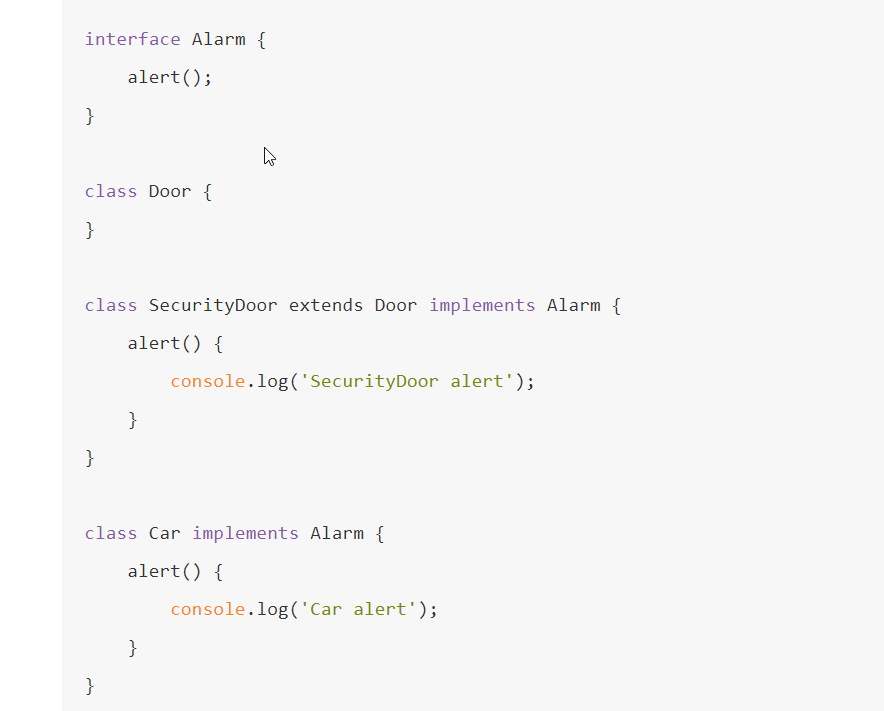 interface Alarm {
    alert();
}
class Door {
}
class SecurityDoor extends Door implements Alarm {
    alert() {
        console.log('SecurityDoor alert');
    }
}
class Car implements Alarm {
    alert() {
        console.log('Car alert');
    }
}